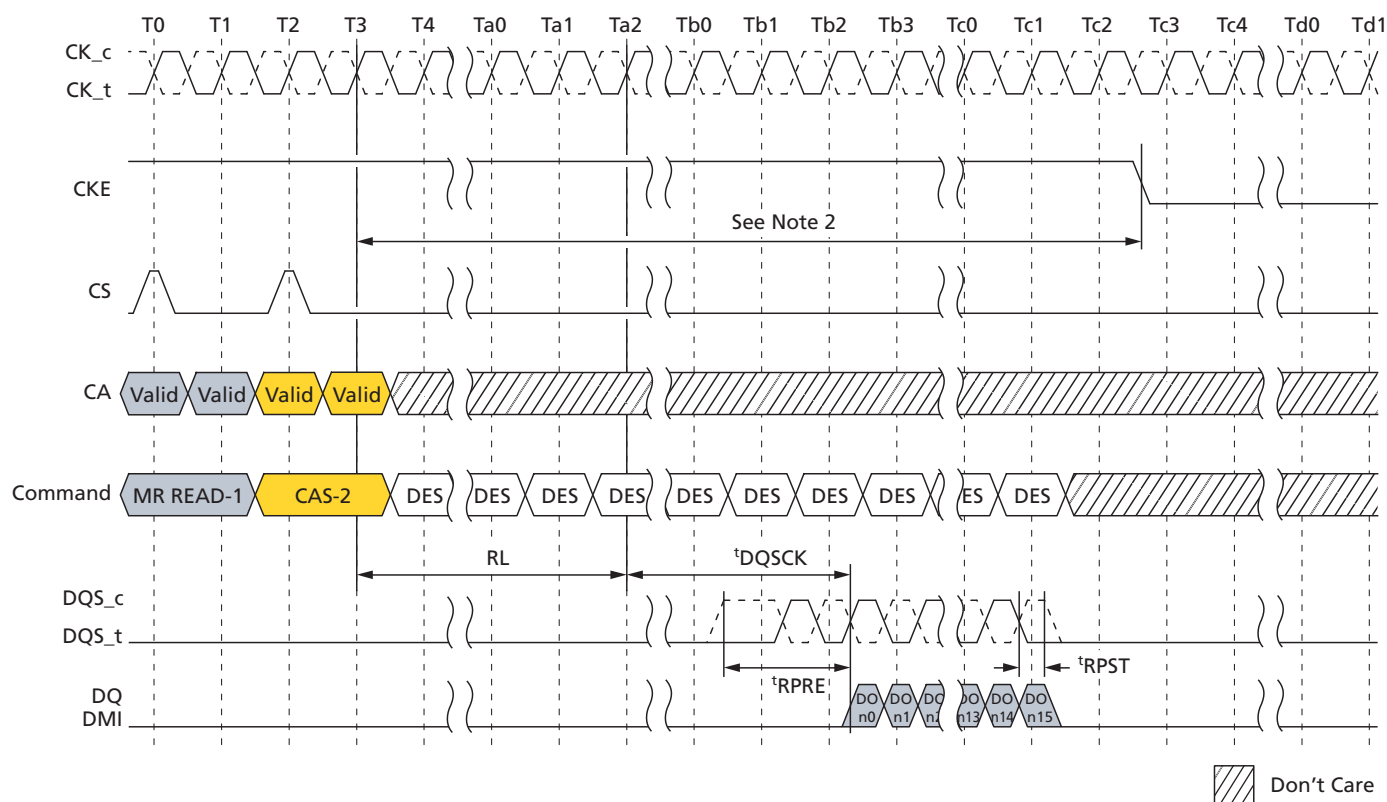 T0 T1 T2 T3 T4 Ta0 Ta1 Ta2 Tb0 Tb1 Tb2 Tb3 Tc0 Tc1 Tc2 Tc3 Tc4 Td0 Td1
CK_c
CK_t
CKE
See Note 2
CS
CA Valid Valid Valid Valid
Command MR READ-1 CAS-2 DES DES DES DES DES DES DES DES ES DES
RL tDQSCK
DQS_c
DQS_t
tRPRE tRPST
DQ DO DO DO DO DO DO
DMI n0 n1 n2 n13 n14 n15
Don't Care